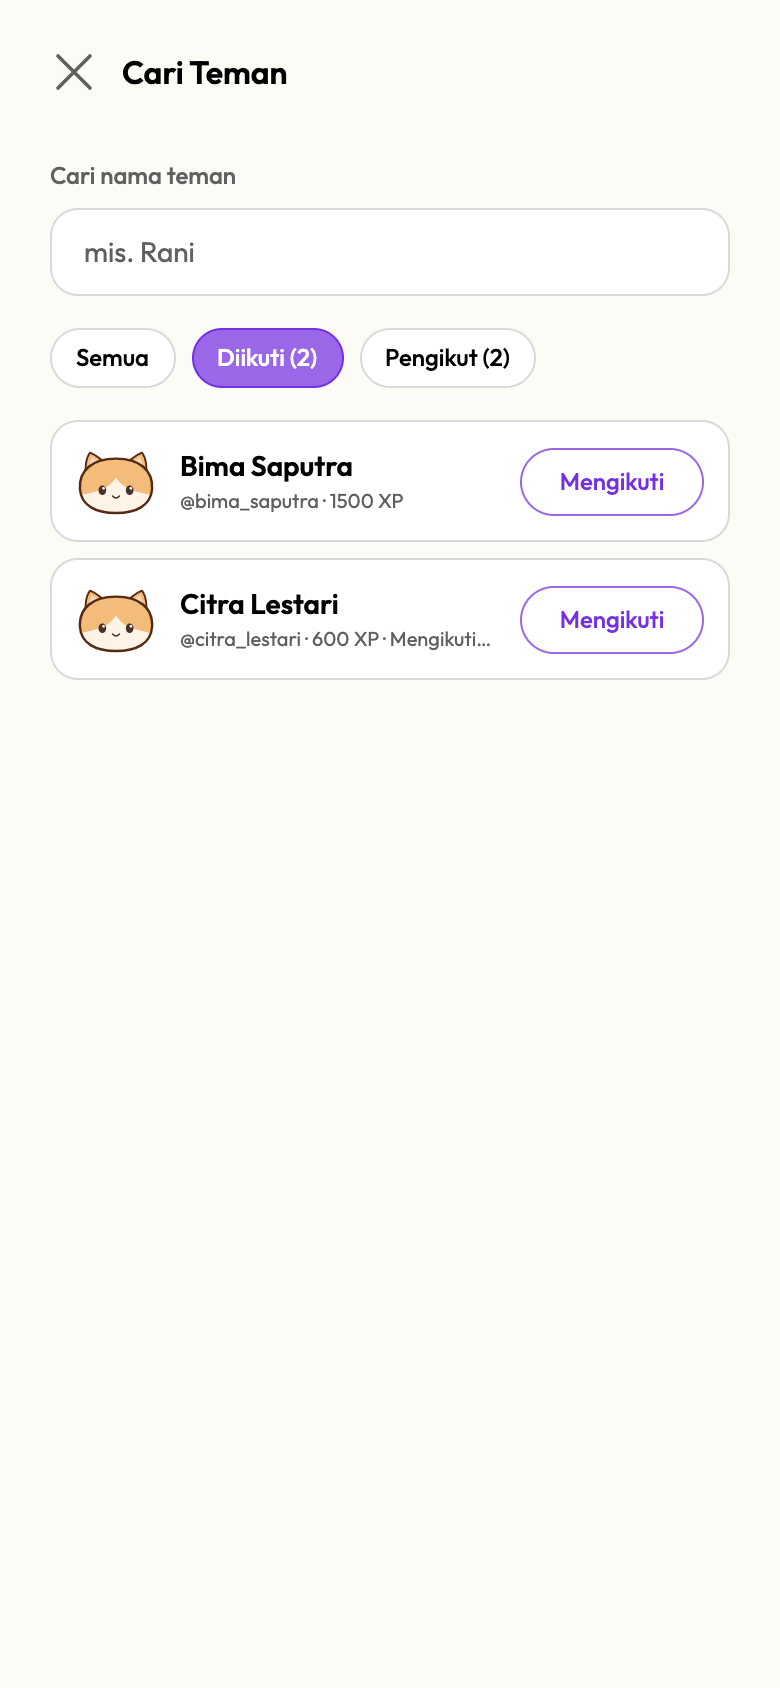 Cari Teman
Cari nama teman
mis. Rani
Semua
Diikuti (2)
Pengikut (2)
Bima Saputra
@bima_saputra · 1500 XP
Mengikuti
Citra Lestari
@citra_lestari · 600 XP · Mengikuti...
Mengikuti